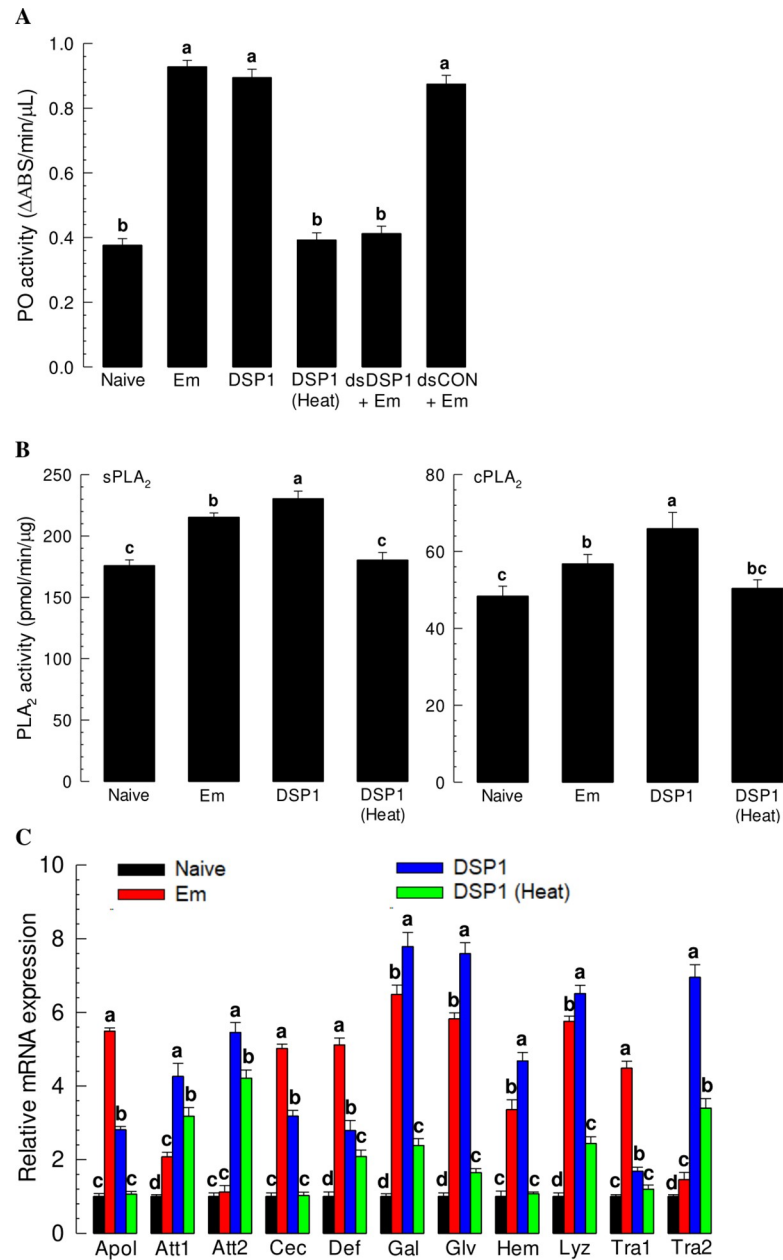 A
PO activity (ΔABS/min/μL)
1.0
0.8
0.6
0.4
0.2
0.0
b a a b b a
Naive Em DSP1 DSP1 (Heat) dsDSP1 + Em dsCON + Em
B
PLA₂ activity (pmol/min/μg)
sPLA₂
250
200
150
100
50
0
c b a c
Naive Em DSP1 DSP1 (Heat)
cPLA₂
80
60
40
20
0
c b a bc
Naive Em DSP1 DSP1 (Heat)
C
Relative mRNA expression
10
8
6
4
2
0
Naive
Em
DSP1
DSP1 (Heat)
c a b c
d c a b
c c a b
c a b c
c a b c
d b a c
d b a c
c b a c
d b a c
c a b c
d c a b
Apol Att1 Att2 Cec Def Gal Glv Hem Lyz Tra1 Tra2